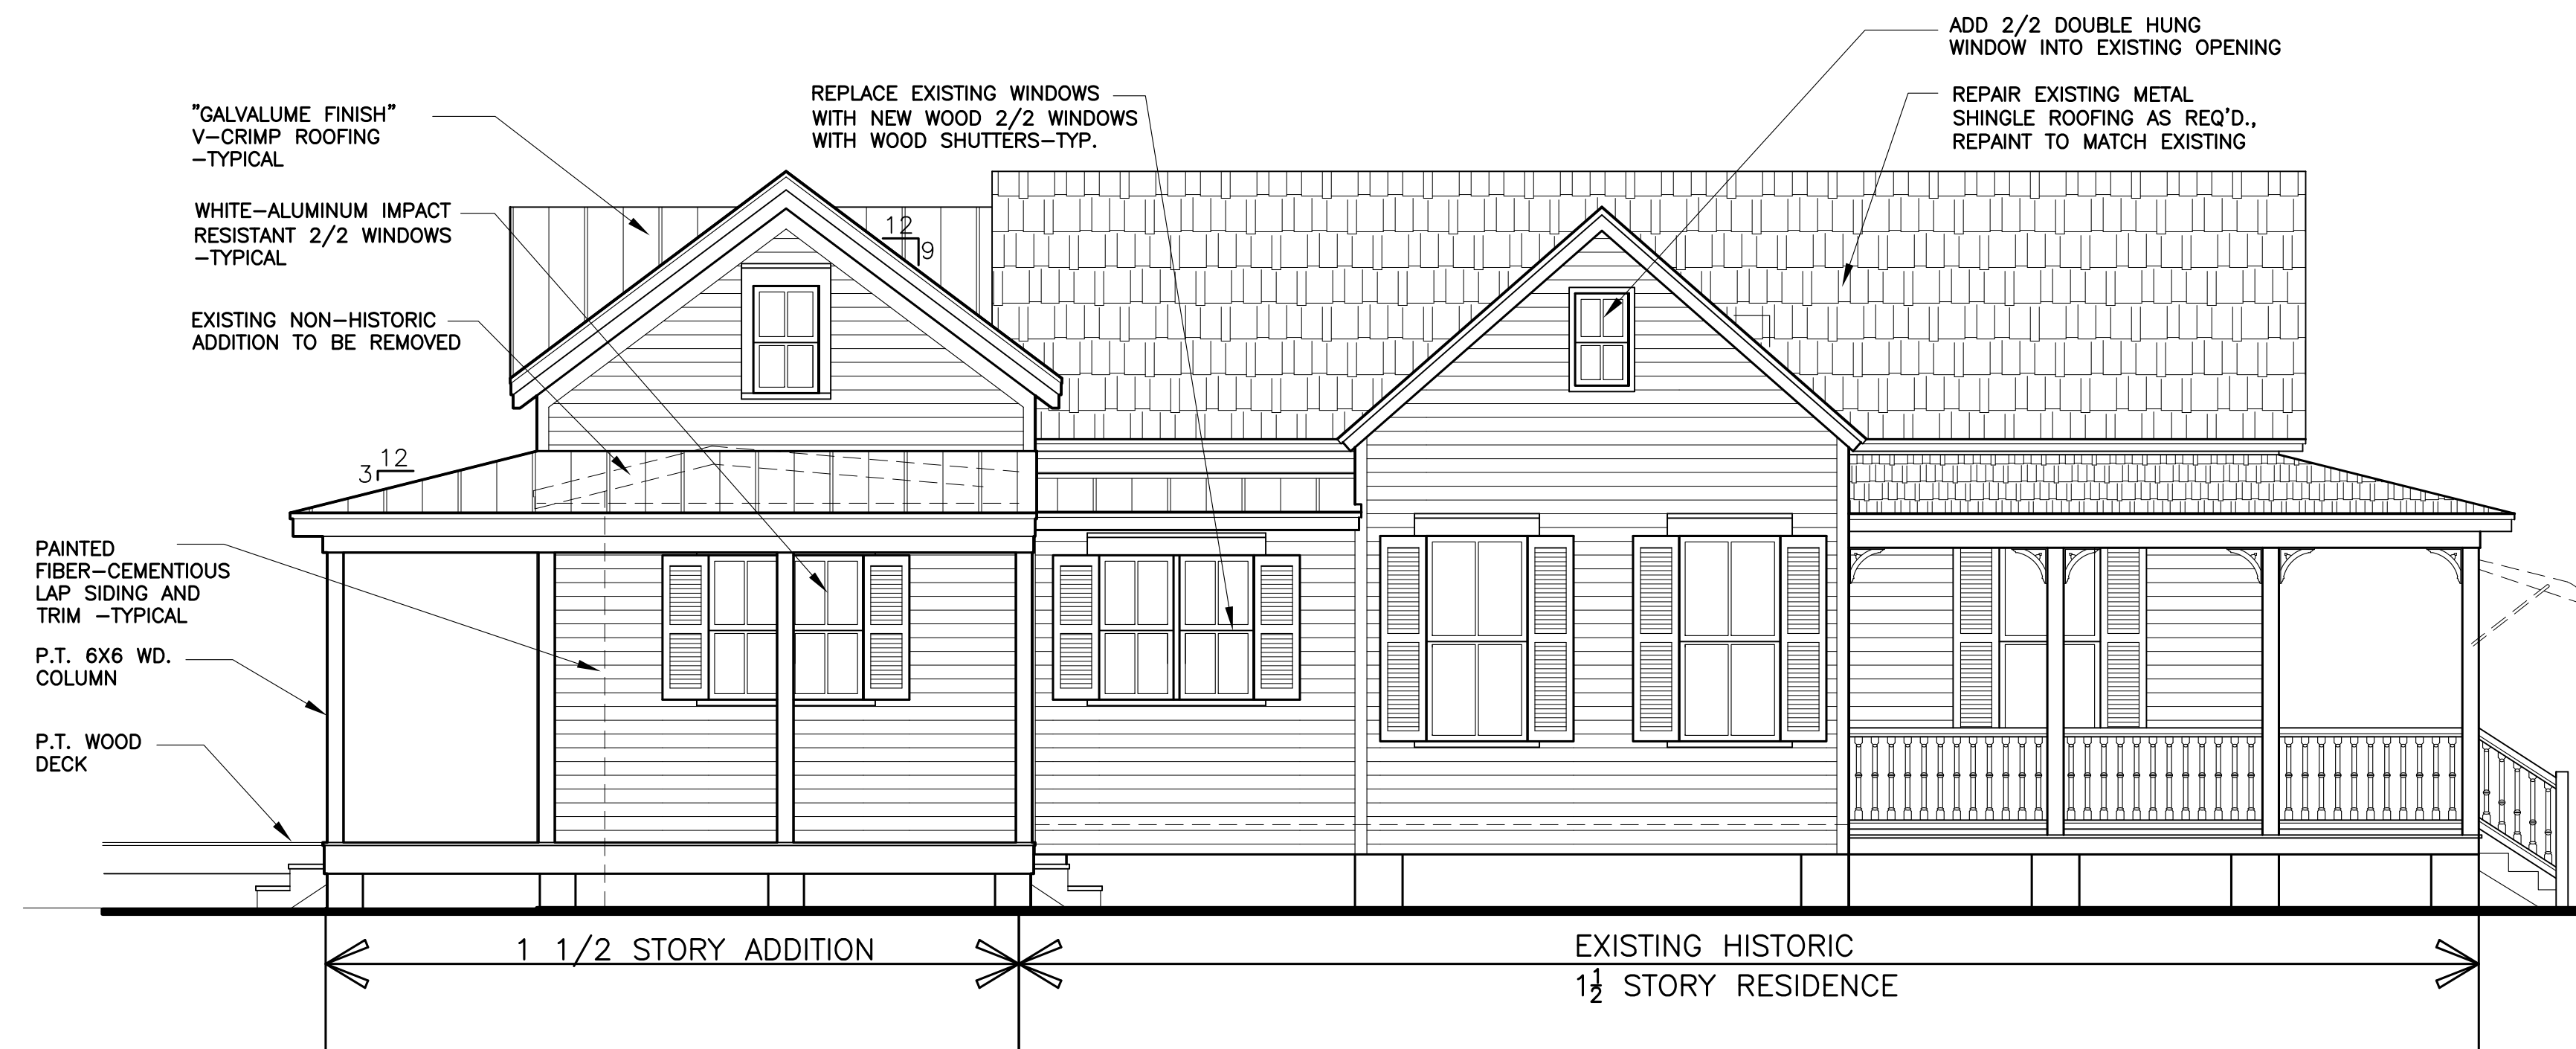 ADD 2/2 DOUBLE HUNG
WINDOW INTO EXISTING OPENING
REPLACE EXISTING WINDOWS
WITH NEW WOOD 2/2 WINDOWS
WITH WOOD SHUTTERS-TYP.
REPAIR EXISTING METAL
SHINGLE ROOFING AS REQ'D.,
REPAINT TO MATCH EXISTING
"GALVALUME FINISH"
V-CRIMP ROOFING
-TYPICAL
WHITE-ALUMINUM IMPACT
RESISTANT 2/2 WINDOWS
-TYPICAL
12
9
EXISTING NON-HISTORIC
ADDITION TO BE REMOVED
12
3
PAINTED
FIBER-CEMENTIOUS
LAP SIDING AND
TRIM -TYPICAL
P.T. 6X6 WD.
COLUMN
P.T. WOOD
DECK
1 1/2 STORY ADDITION
EXISTING HISTORIC
1½ STORY RESIDENCE